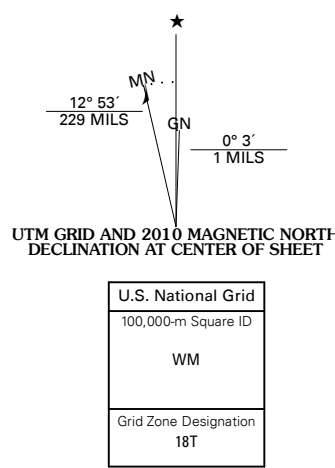 MN
12° 53´
229 MILS
GN
0° 3´
1 MILS
UTM GRID AND 2010 MAGNETIC NORTH
DECLINATION AT CENTER OF SHEET
U.S. National Grid
100,000-m Square ID
WM
Grid Zone Designation
18T